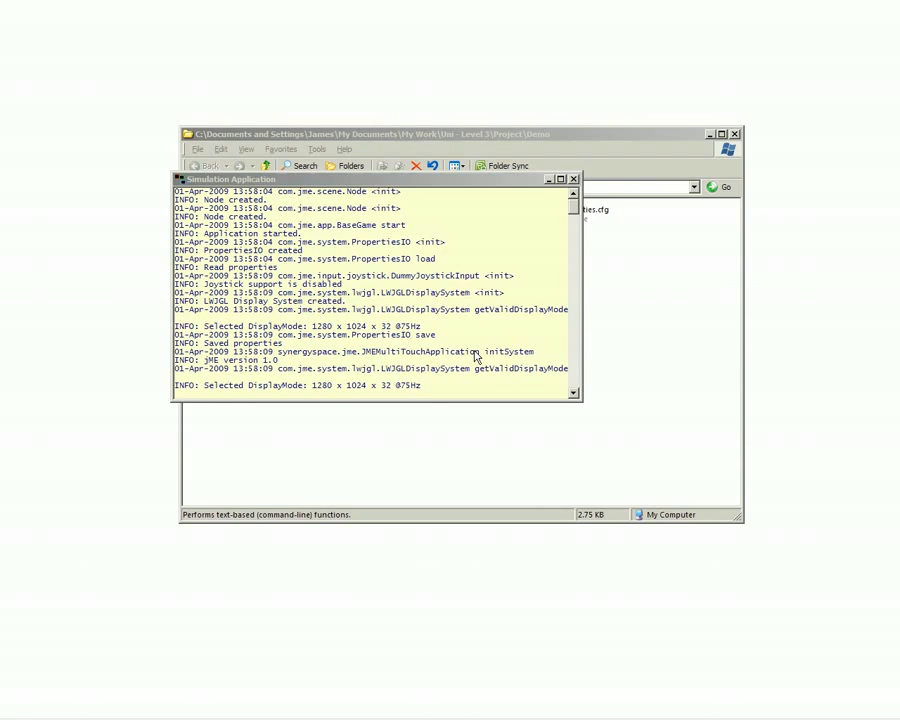 C:\Documents and Settings\James\My Documents\My Work\Uni - Level 3\Project\Demo
File Edit View Favorites Tools Help
Back Search Folders Folder Sync
Simulation Application
Go
01-Apr-2009 13:58:04 com.jme.scene.Node <init>
INFO: Node created.
01-Apr-2009 13:58:04 com.jme.scene.Node <init>
INFO: Node created.
01-Apr-2009 13:58:04 com.jme.app.BaseGame start
INFO: Application started.
01-Apr-2009 13:58:04 com.jme.system.PropertiesIO <init>
INFO: PropertiesIO created
01-Apr-2009 13:58:04 com.jme.system.PropertiesIO load
INFO: Read properties
01-Apr-2009 13:58:09 com.jme.input.joystick.DummyJoystickInput <init>
INFO: Joystick support is disabled
01-Apr-2009 13:58:09 com.jme.system.lwjgl.LWJGLDisplaySystem <init>
INFO: LWJGL Display System created.
01-Apr-2009 13:58:09 com.jme.system.lwjgl.LWJGLDisplaySystem getValidDisplayMode
INFO: Selected DisplayMode: 1280 x 1024 x 32 @75Hz
01-Apr-2009 13:58:09 com.jme.system.PropertiesIO save
INFO: Saved properties
01-Apr-2009 13:58:09 synergyspace.jme.JMEMultiTouchApplication initSystem
INFO: jME version 1.0
01-Apr-2009 13:58:09 com.jme.system.lwjgl.LWJGLDisplaySystem getValidDisplayMode
INFO: Selected DisplayMode: 1280 x 1024 x 32 @75Hz
ties.cfg
Performs text-based (command-line) functions. 2.75 KB My Computer